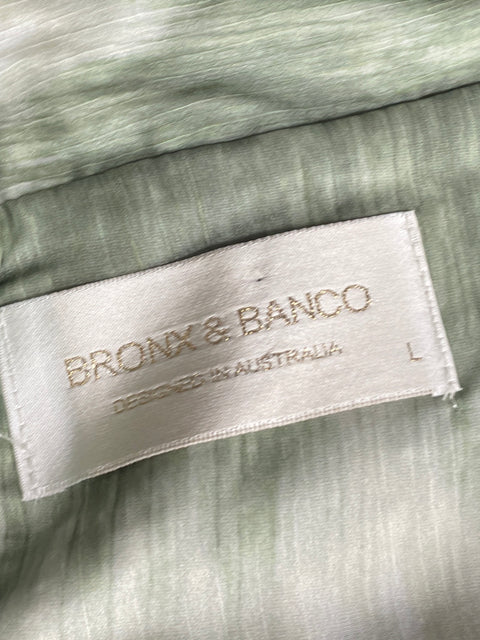 BRONX & BANCO
DESIGNED IN AUSTRALIA
L